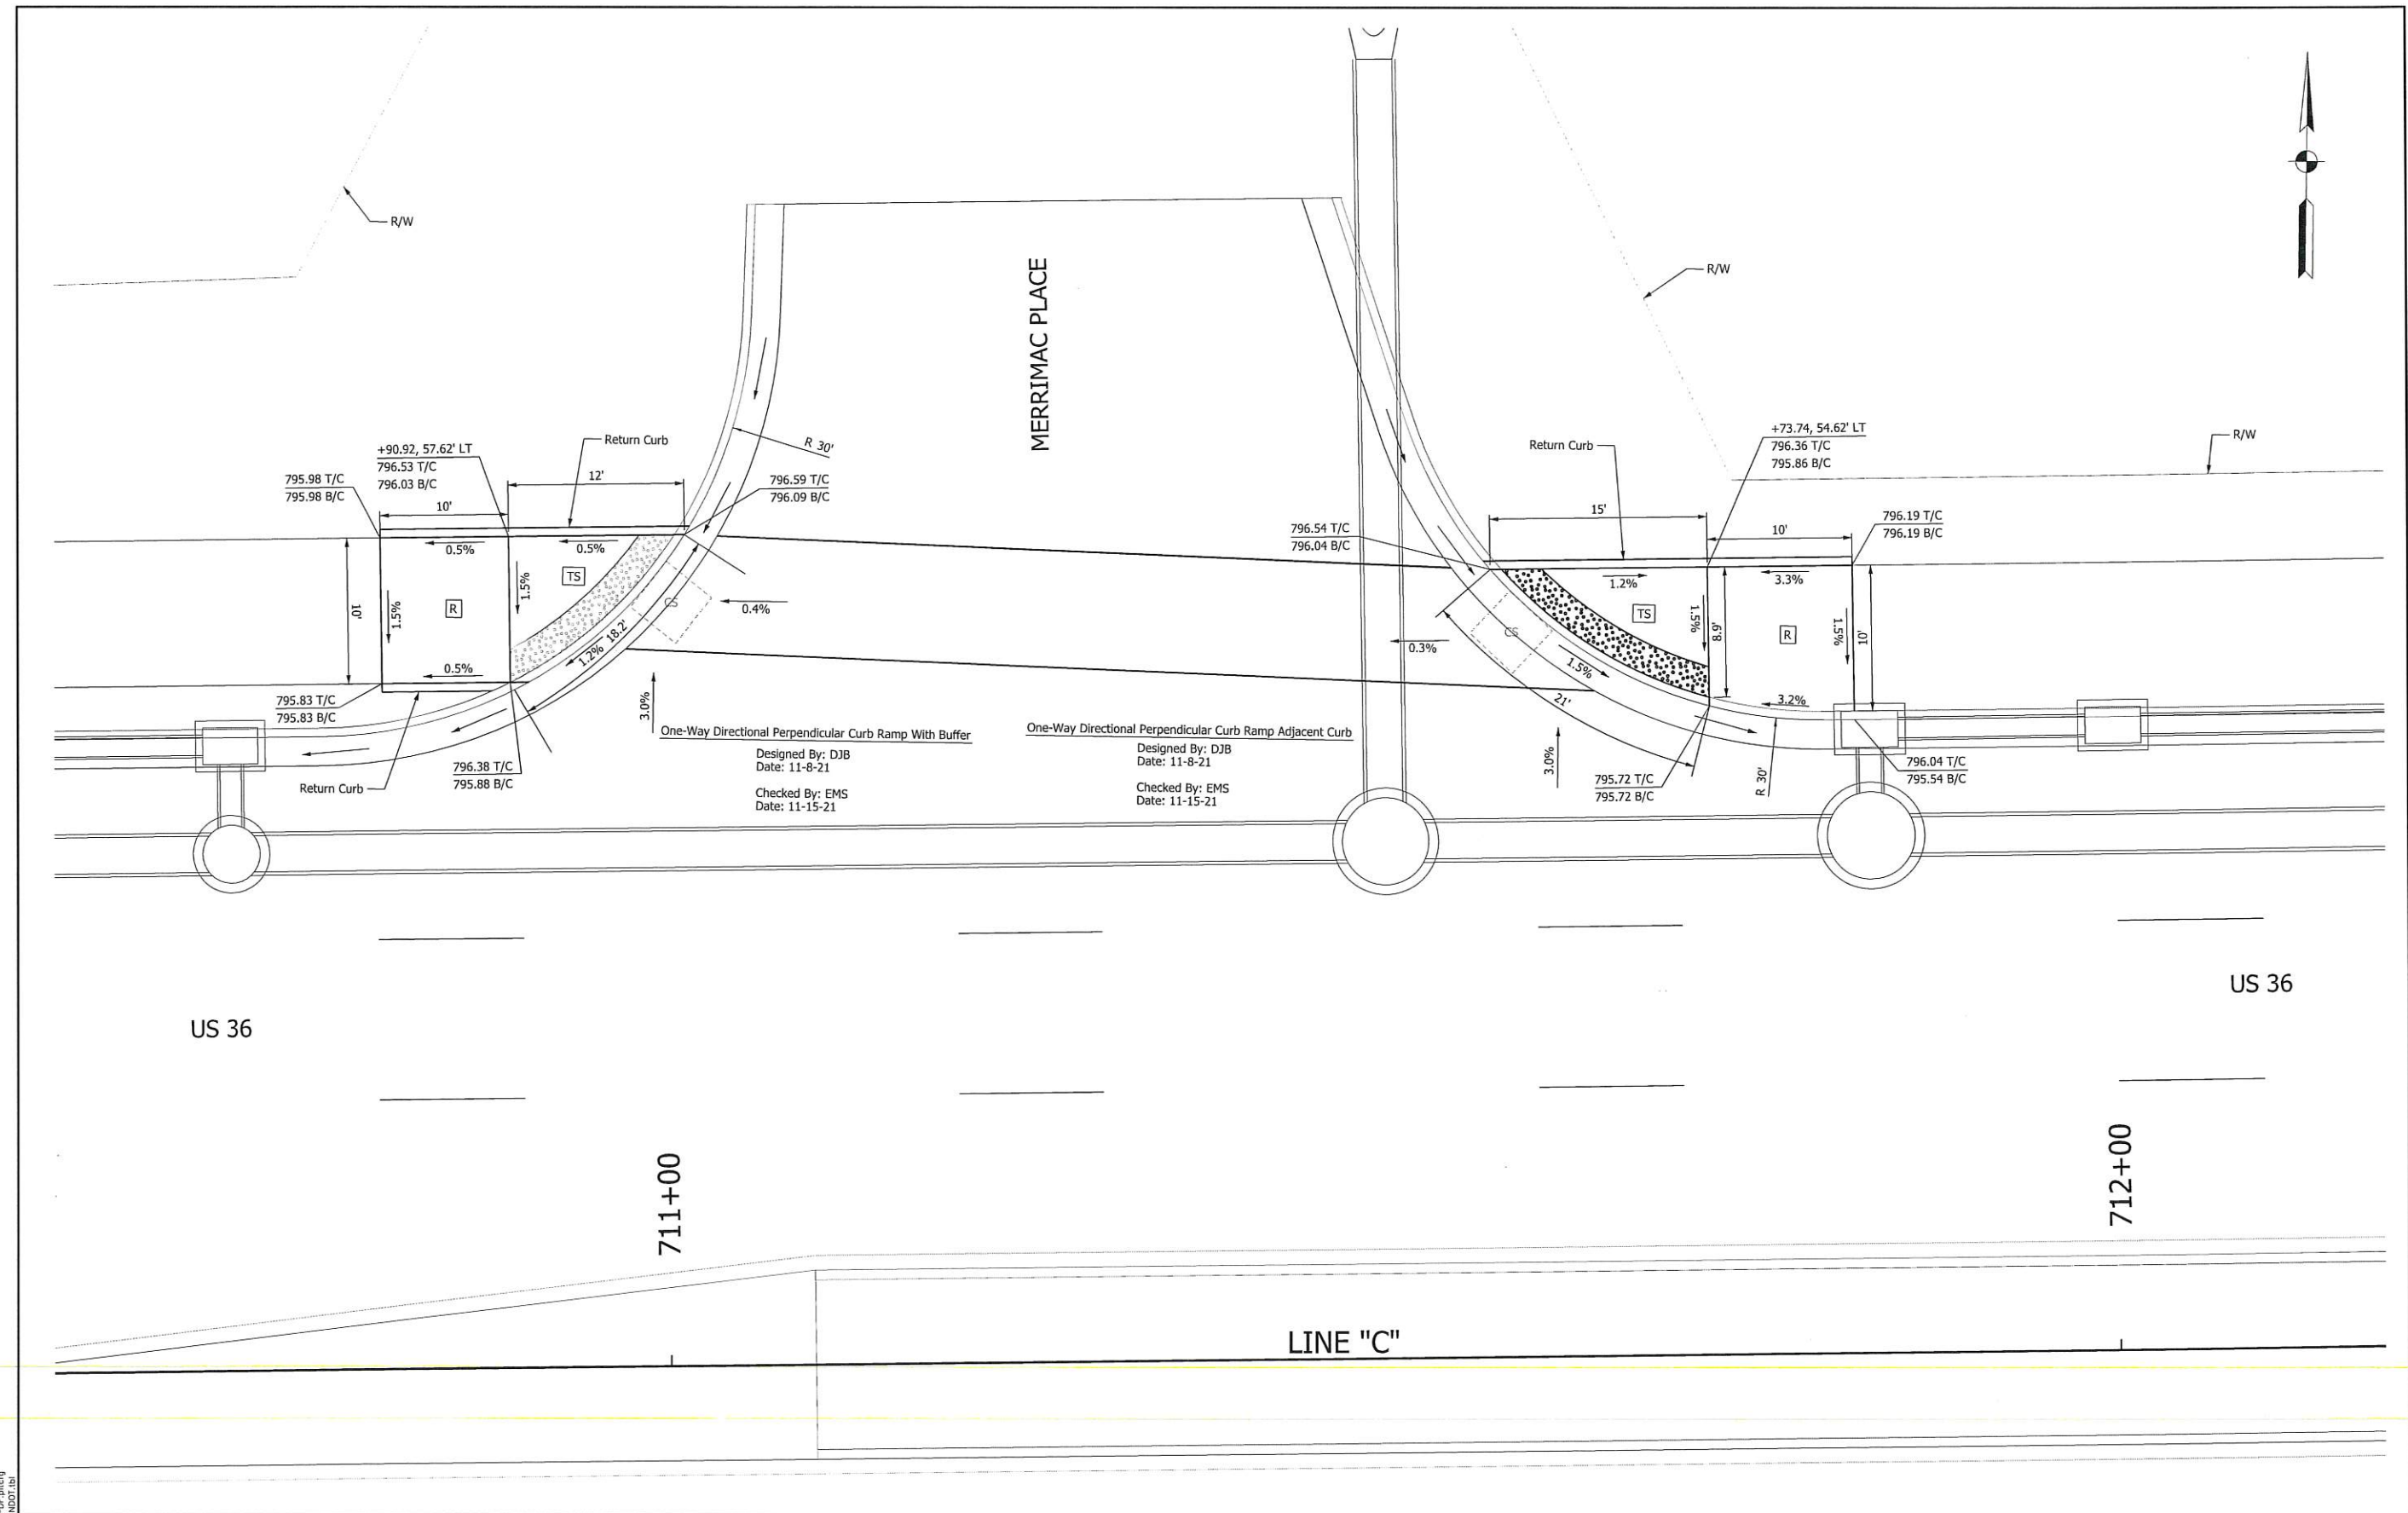 R/W
MERRIMAC PLACE
R/W
R/W
+90.92, 57.62' LT
796.53 T/C
796.03 B/C
Return Curb
R 30'
795.98 T/C
795.98 B/C
12'
10'
796.59 T/C
796.09 B/C
0.5%
0.5%
TS
1.5%
1.5%
R
10'
CS
0.4%
18.2'
1.2%
0.5%
795.83 T/C
795.83 B/C
3.0%
Return Curb
796.38 T/C
795.88 B/C
One-Way Directional Perpendicular Curb Ramp With Buffer
Designed By: DJB
Date: 11-8-21
Checked By: EMS
Date: 11-15-21
One-Way Directional Perpendicular Curb Ramp Adjacent Curb
Designed By: DJB
Date: 11-8-21
Checked By: EMS
Date: 11-15-21
+73.74, 54.62' LT
796.36 T/C
795.86 B/C
Return Curb
15'
10'
796.54 T/C
796.04 B/C
796.19 T/C
796.19 B/C
1.2%
3.3%
TS
1.5%
8.9'
R
1.5%
10'
CS
0.3%
1.5%
21'
3.2%
3.0%
795.72 T/C
795.72 B/C
R 30'
796.04 T/C
795.54 B/C
US 36
US 36
711+00
712+00
LINE "C"